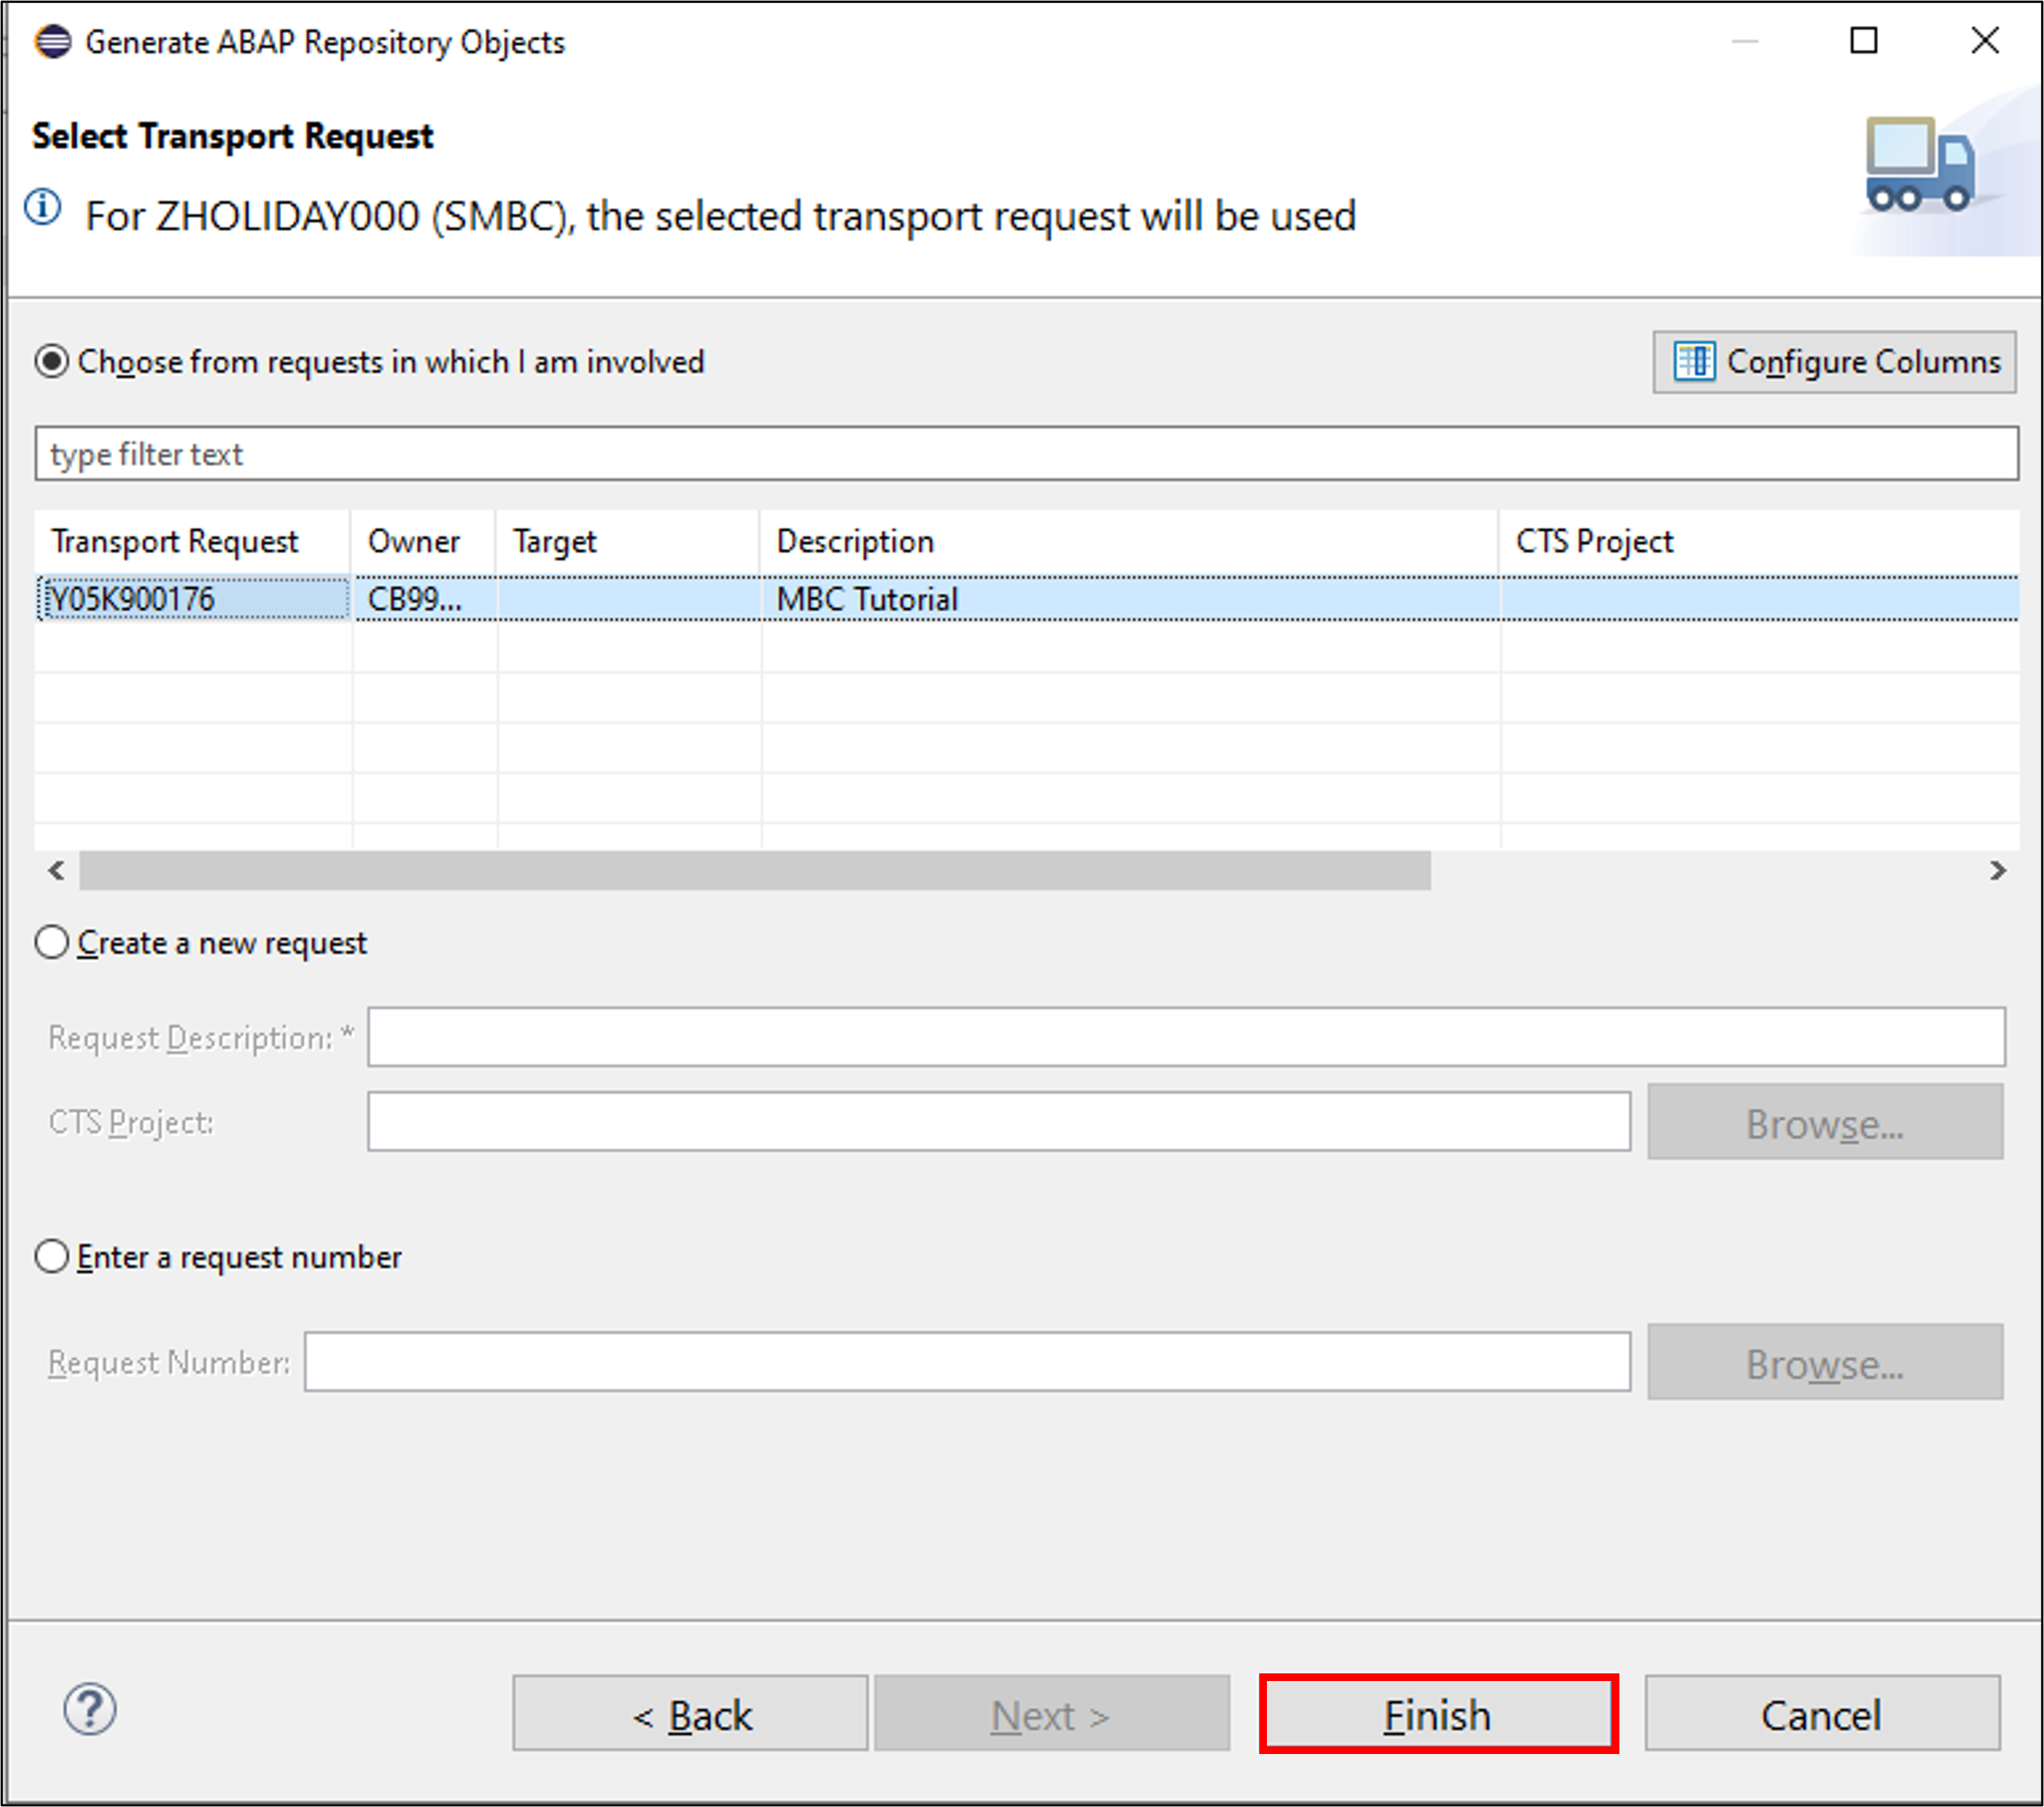 Generate ABAP Repository Objects
Select Transport Request
For ZHOLIDAY000 (SMBC), the selected transport request will be used
Choose from requests in which I am involved
Configure Columns
type filter text
Transport Request Owner Target Description CTS Project
Y05K900176 CB99... MBC Tutorial
Create a new request
Request Description: *
CTS Project: Browse...
Enter a request number
Request Number: Browse...
< Back Next > Finish Cancel